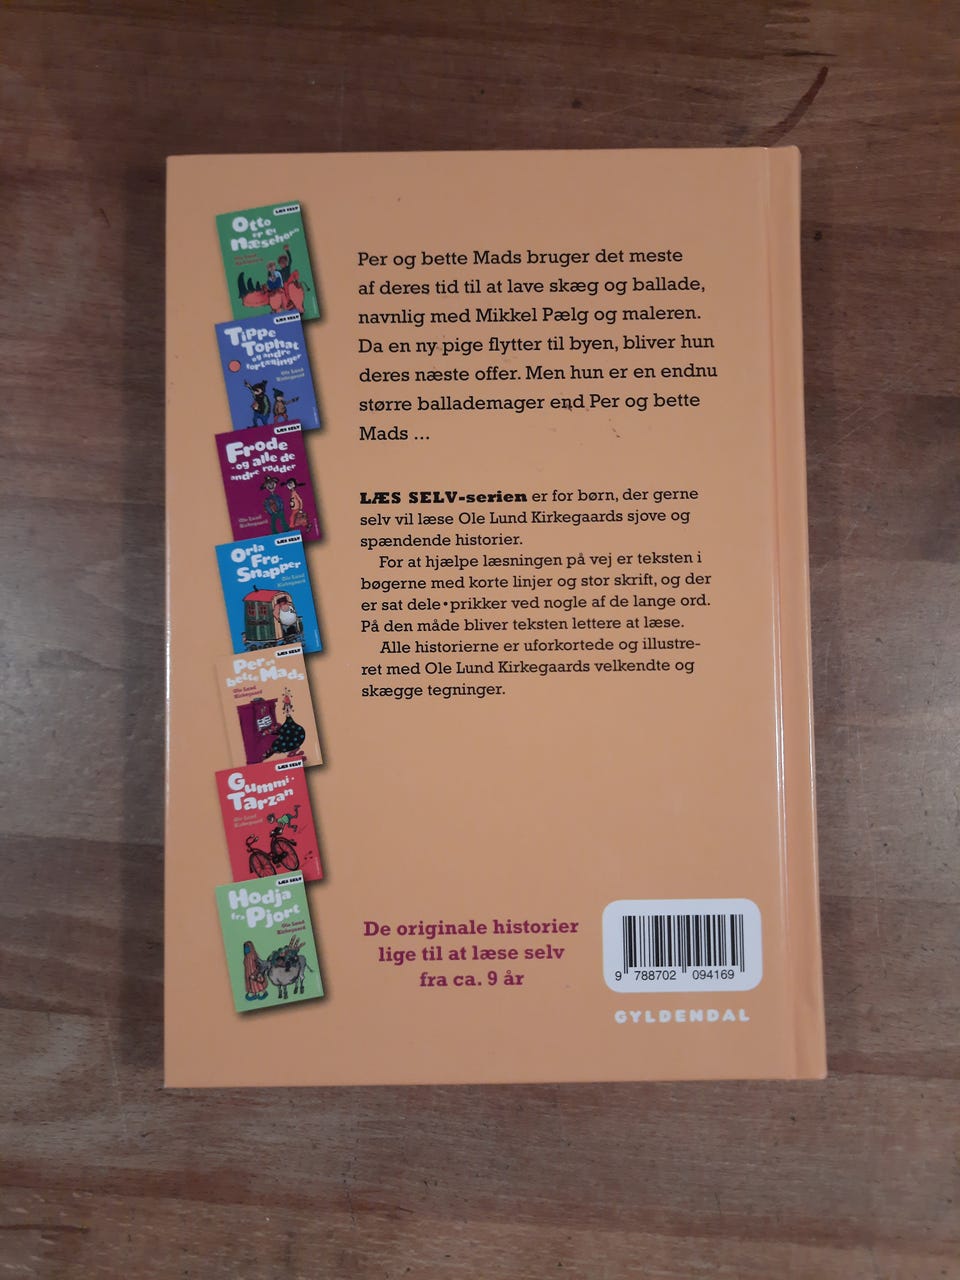 LÆS SELV
Otto
er et
næsehorn
Ole Lund
Kirkegaard
LÆS SELV
Tippe
Tophat
og andre
fortællinger
Ole Lund
Kirkegaard
LÆS SELV
Frode
- og alle de
andre rødder
Ole Lund
Kirkegaard
LÆS SELV
Orla
Frø-
Snapper
Ole Lund
Kirkegaard
LÆS SELV
Per og
bette Mads
Ole Lund
Kirkegaard
LÆS SELV
Gummi-
Tarzan
Ole Lund
Kirkegaard
LÆS SELV
Hodja
fra Pjort
Ole Lund
Kirkegaard
Per og bette Mads bruger det meste
af deres tid til at lave skæg og ballade,
navnlig med Mikkel Pælg og maleren.
Da en ny pige flytter til byen, bliver hun
deres næste offer. Men hun er en endnu
større ballademager end Per og bette
Mads ...
LÆS SELV-serien er for børn, der gerne
selv vil læse Ole Lund Kirkegaards sjove og
spændende historier.
For at hjælpe læsningen på vej er teksten i
bøgerne med korte linjer og stor skrift, og der
er sat dele•prikker ved nogle af de lange ord.
På den måde bliver teksten lettere at læse.
Alle historierne er uforkortede og illustre-
ret med Ole Lund Kirkegaards velkendte og
skægge tegninger.
De originale historier
lige til at læse selv
fra ca. 9 år
9 788702 094169
GYLDENDAL